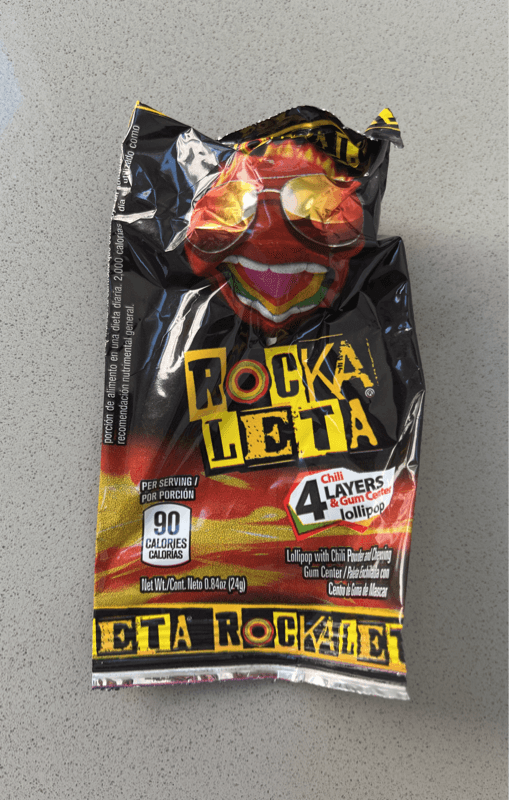 porción de alimento en una dieta diaria. 2,000 calorías
recomendación nutrimental general.
ROCKA
LETA®
Chili
4 LAYERS
& Gum Center
lollipop
PER SERVING /
POR PORCIÓN
90
CALORIES
CALORÍAS
Lollipop with Chili Powder and Chewing
Gum Center / Paleta Enchilada con
Centro de Goma de Mascar
Net Wt./Cont. Neto 0.84oz (24g)
ETA ROCKALET